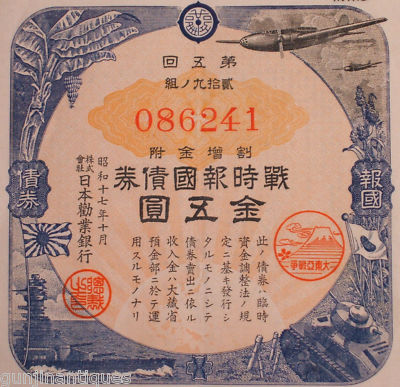 第五回
貳拾九ノ組
086241
割增金附
戰時報國債券
金五圓
報國
債券
大東亞戰爭
此ノ債券ハ臨時
資金調整法ノ規
定ニ基キ發行シ
タルモノニシテ
債券賣出ニ依ル
收入金ハ大藏省
預金部ニ於テ運
用スルモノナリ
昭和十七年十月
株式會社日本勸業銀行
gunlinantiques